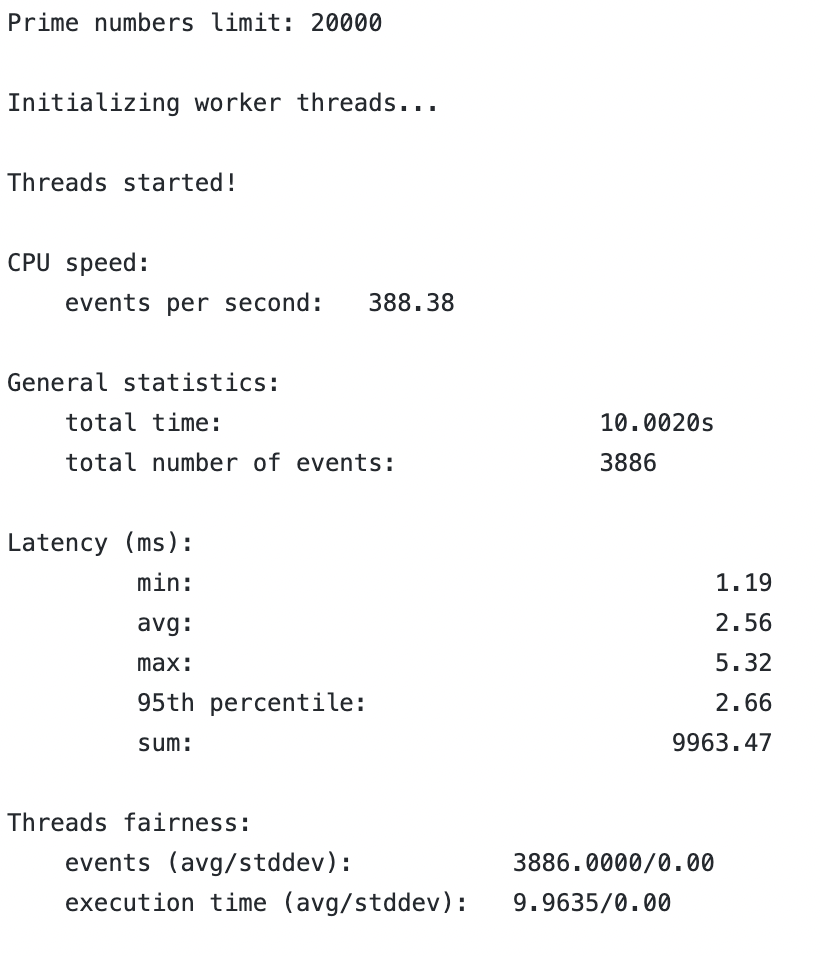 Prime numbers limit: 20000
Initializing worker threads...
Threads started!
CPU speed:
events per second: 388.38
General statistics:
total time: 10.0020s
total number of events: 3886
Latency (ms):
min: 1.19
avg: 2.56
max: 5.32
95th percentile: 2.66
sum: 9963.47
Threads fairness:
events (avg/stddev): 3886.0000/0.00
execution time (avg/stddev): 9.9635/0.00